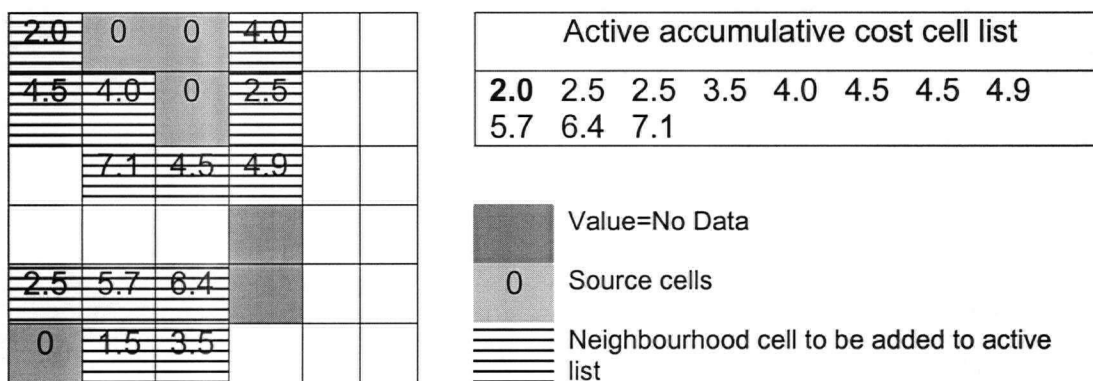 2.0 0 0 4.0
4.5 4.0 0 2.5
7.1 4.5 4.9
2.5 5.7 6.4
0 1.5 3.5
Active accumulative cost cell list
2.0 2.5 2.5 3.5 4.0 4.5 4.5 4.9
5.7 6.4 7.1
Value=No Data
0 Source cells
Neighbourhood cell to be added to active
list